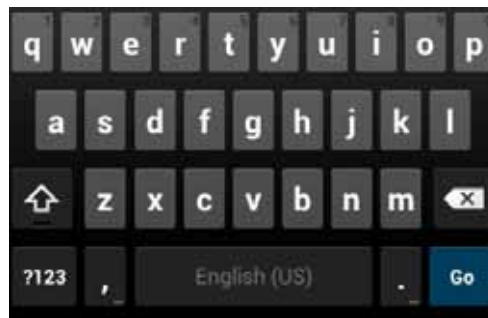 q w e r t y u i o p
a s d f g h j k l
z x c v b n m
?123 , English (US) . Go